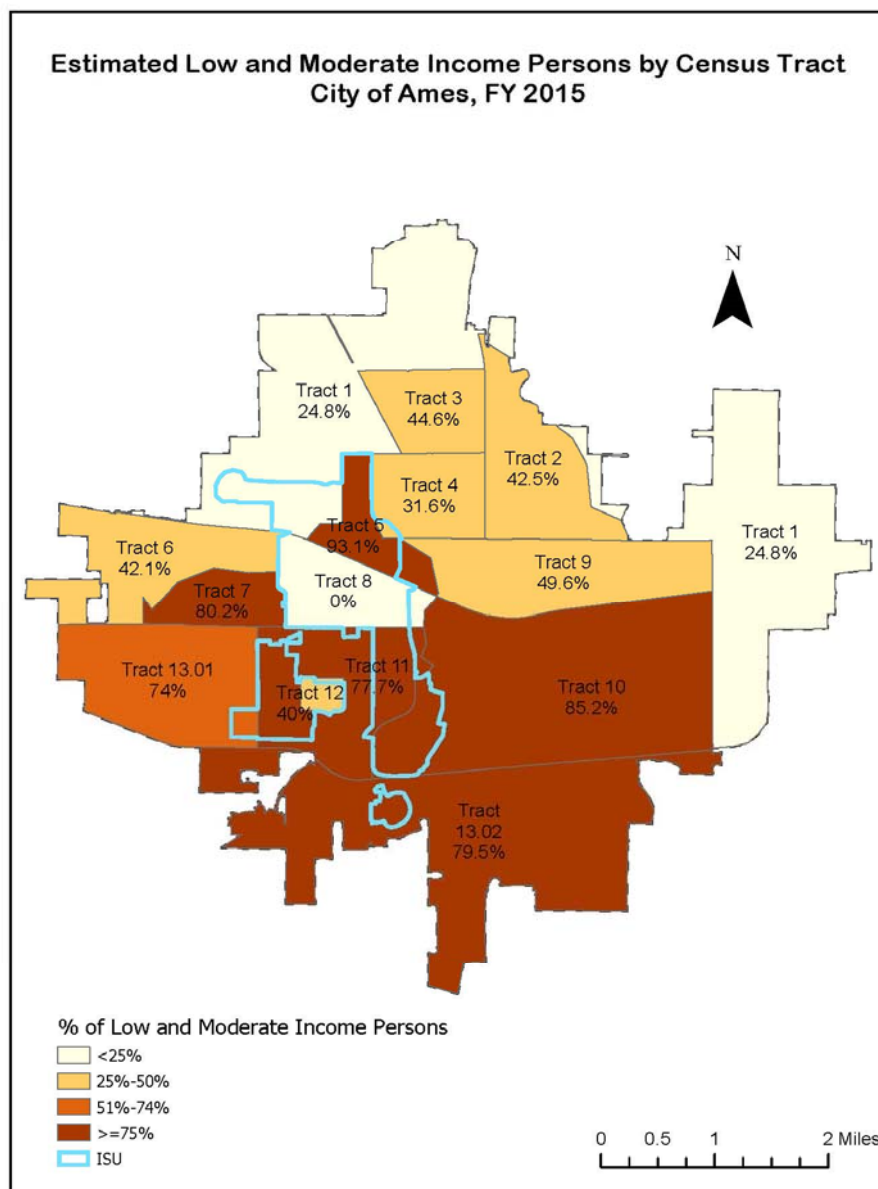 Estimated Low and Moderate Income Persons by Census Tract
City of Ames, FY 2015
N
Tract 1
24.8%
Tract 3
44.6%
Tract 2
42.5%
Tract 4
31.6%
Tract 1
24.8%
Tract 5
93.1%
Tract 6
42.1%
Tract 9
49.6%
Tract 7
80.2%
Tract 8
0%
Tract 13.01
74%
Tract 12
40%
Tract 11
77.7%
Tract 10
85.2%
Tract
13.02
79.5%
% of Low and Moderate Income Persons
<25%
25%-50%
51%-74%
>=75%
ISU
0 0.5 1 2 Miles